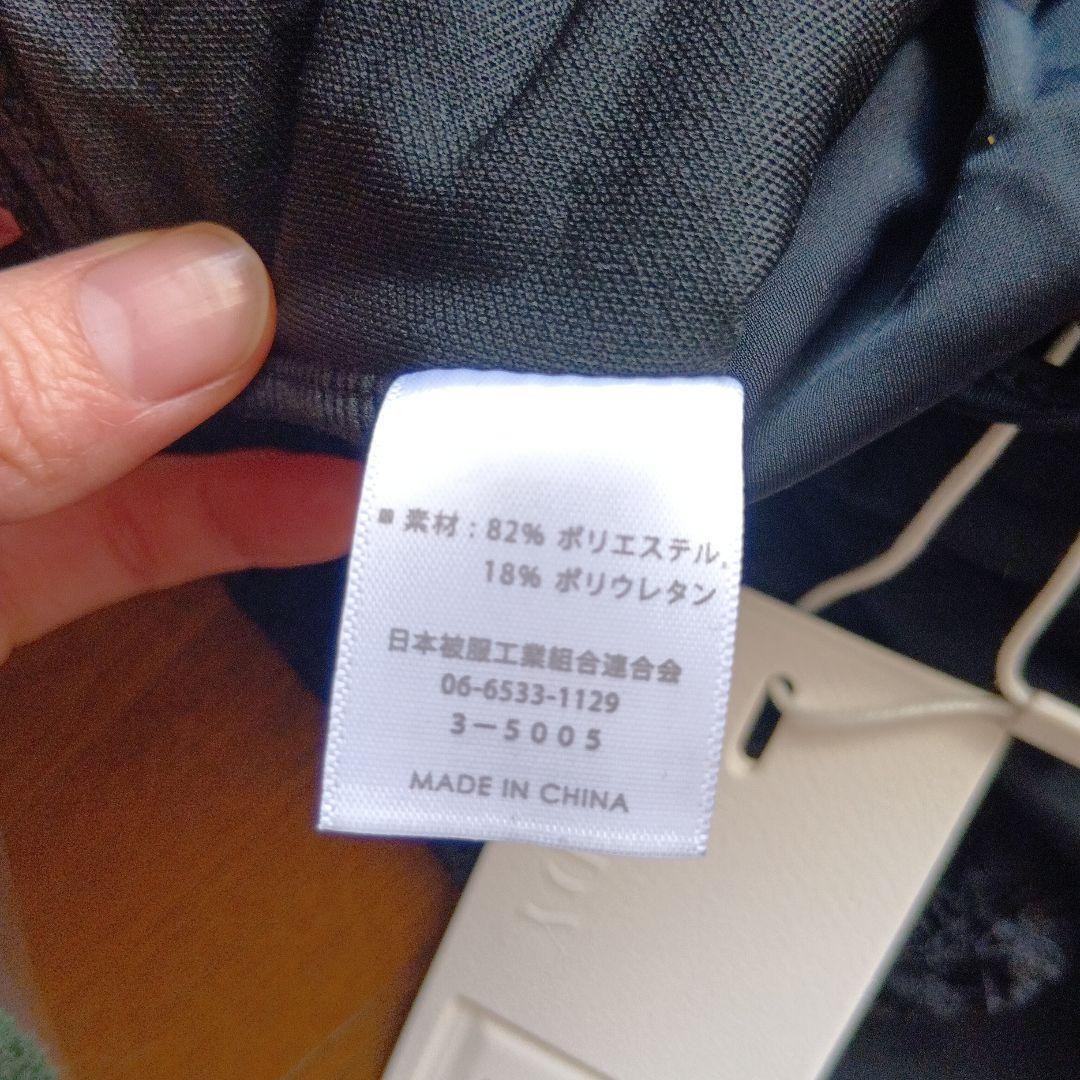 ■ 素材 : 82% ポリエステル,
18% ポリウレタン
日本被服工業組合連合会
06-6533-1129
3－5005
MADE IN CHINA